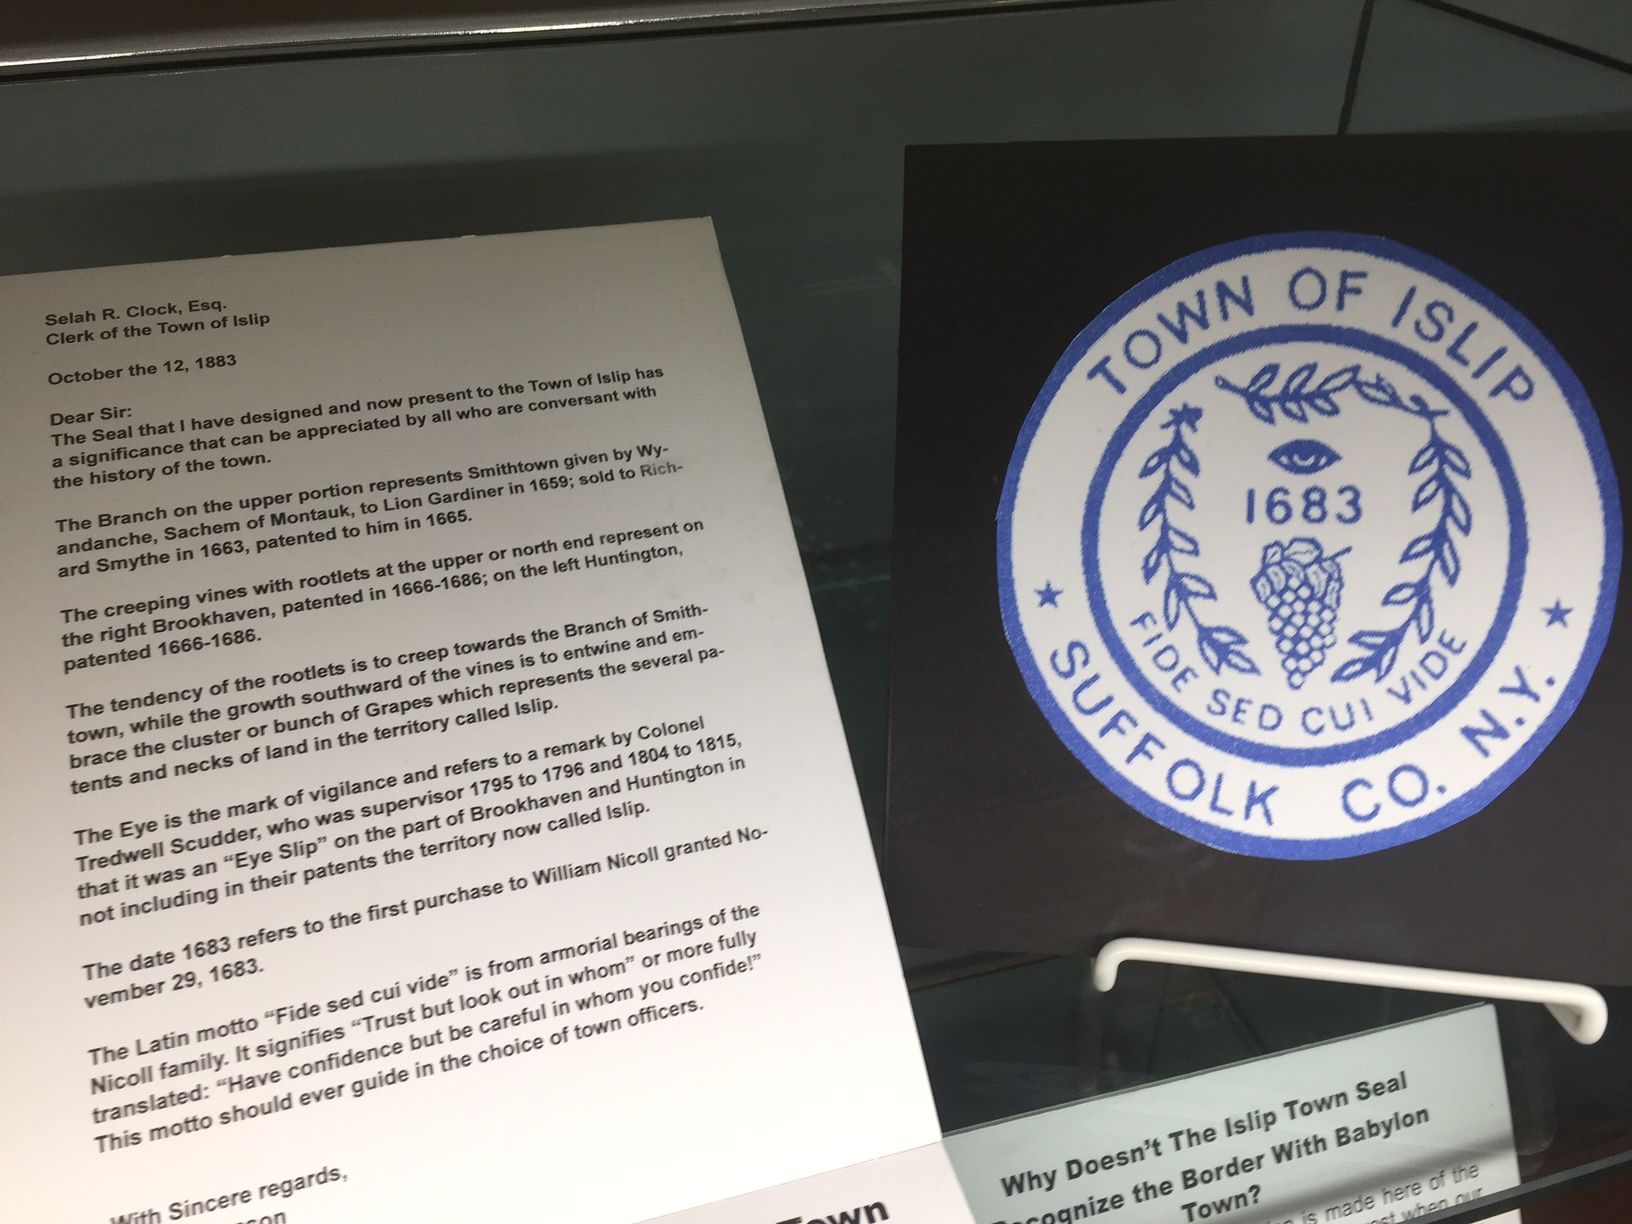 Selah R. Clock, Esq.
Clerk of the Town of Islip
October the 12, 1883
Dear Sir:
The Seal that I have designed and now present to the Town of Islip has
a significance that can be appreciated by all who are conversant with
the history of the town.
The Branch on the upper portion represents Smithtown given by Wy-
andanche, Sachem of Montauk, to Lion Gardiner in 1659; sold to Rich-
ard Smythe in 1663, patented to him in 1665.
The creeping vines with rootlets at the upper or north end represent on
the right Brookhaven, patented in 1666-1686; on the left Huntington,
patented 1666-1686.
The tendency of the rootlets is to creep towards the Branch of Smith-
town, while the growth southward of the vines is to entwine and em-
brace the cluster or bunch of Grapes which represents the several pa-
tents and necks of land in the territory called Islip.
The Eye is the mark of vigilance and refers to a remark by Colonel
Tredwell Scudder, who was supervisor 1795 to 1796 and 1804 to 1815,
that it was an “Eye Slip” on the part of Brookhaven and Huntington in
not including in their patents the territory now called Islip.
The date 1683 refers to the first purchase to William Nicoll granted No-
vember 29, 1683.
The Latin motto “Fide sed cui vide” is from armorial bearings of the
Nicoll family. It signifies “Trust but look out in whom” or more fully
translated: “Have confidence but be careful in whom you confide!”
This motto should ever guide in the choice of town officers.
With Sincere regards,
Town
TOWN OF ISLIP
1683
FIDE SED CUI VIDE
SUFFOLK CO. N.Y.
Why Doesn't The Islip Town Seal
the Border With Babylon
Town?
is made here of the
when our